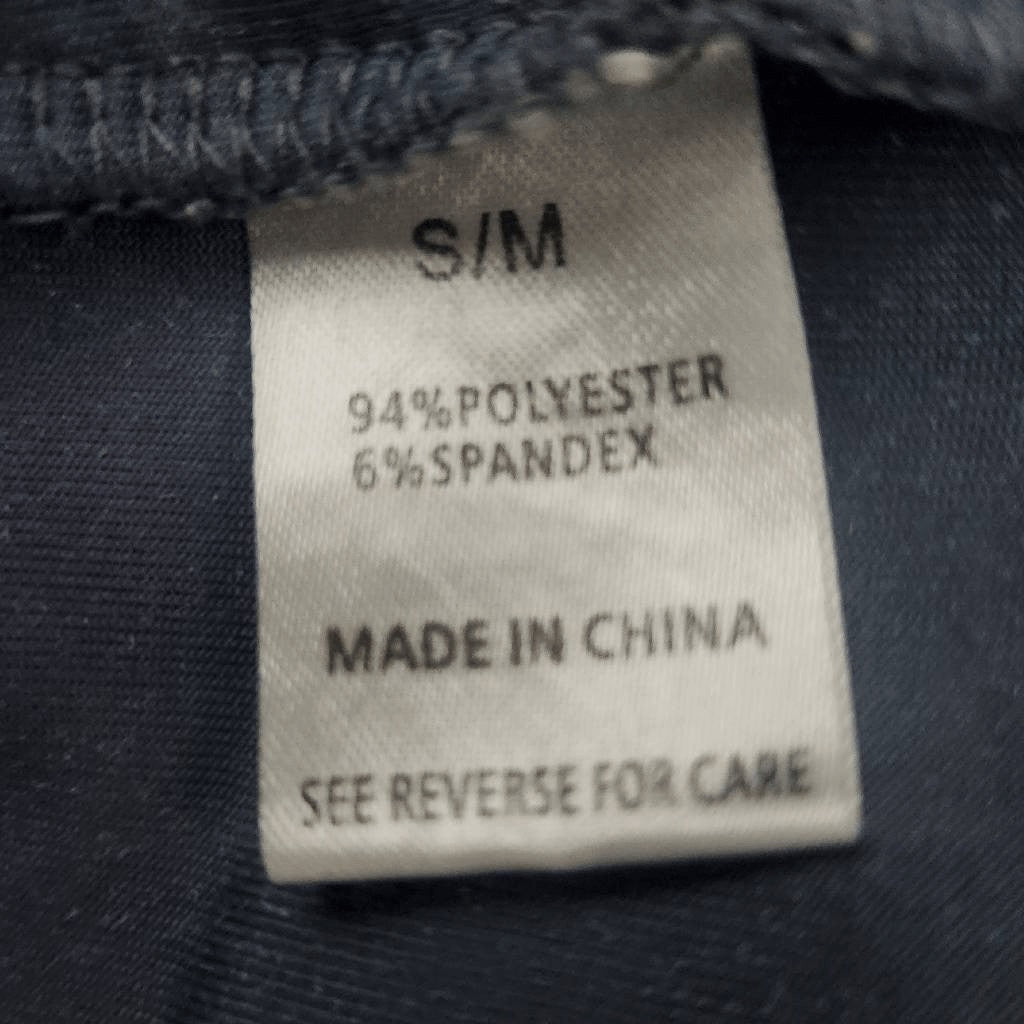 S/M
94%POLYESTER
6%SPANDEX
MADE IN CHINA
SEE REVERSE FOR CARE